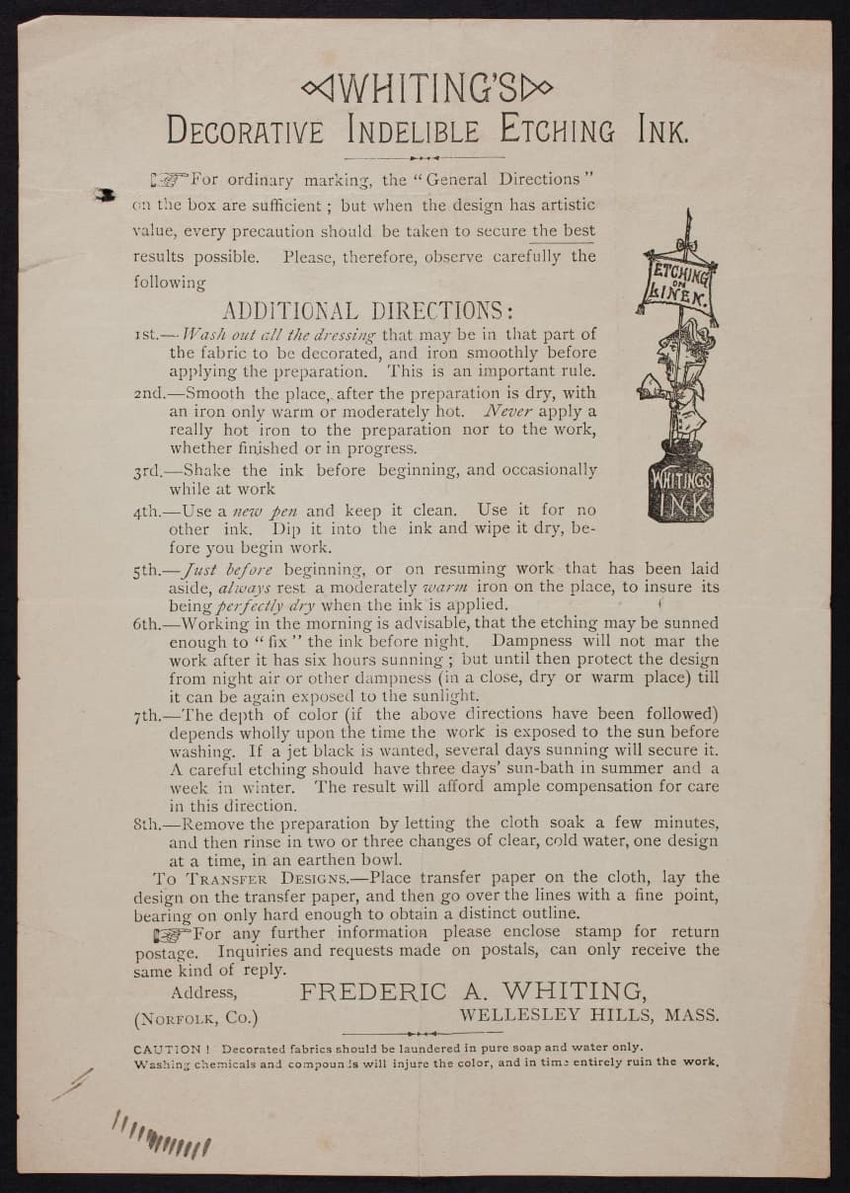 WHITING'S
DECORATIVE INDELIBLE ETCHING INK.
For ordinary marking, the "General Directions"
on the box are sufficient; but when the design has artistic
value, every precaution should be taken to secure the best
results possible. Please, therefore, observe carefully the
following
ADDITIONAL DIRECTIONS:
1st.—Wash out all the dressing that may be in that part of
the fabric to be decorated, and iron smoothly before
applying the preparation. This is an important rule.
2nd.—Smooth the place, after the preparation is dry, with
an iron only warm or moderately hot. Never apply a
really hot iron to the preparation nor to the work,
whether finished or in progress.
3rd.—Shake the ink before beginning, and occasionally
while at work
4th.—Use a new pen and keep it clean. Use it for no
other ink. Dip it into the ink and wipe it dry, be-
fore you begin work.
ETCHING
ON
LINEN.
WHITINGS
INK
5th.—Just before beginning, or on resuming work that has been laid
aside, always rest a moderately warm iron on the place, to insure its
being perfectly dry when the ink is applied.
6th.—Working in the morning is advisable, that the etching may be sunned
enough to "fix" the ink before night. Dampness will not mar the
work after it has six hours sunning; but until then protect the design
from night air or other dampness (in a close, dry or warm place) till
it can be again exposed to the sunlight.
7th.—The depth of color (if the above directions have been followed)
depends wholly upon the time the work is exposed to the sun before
washing. If a jet black is wanted, several days sunning will secure it.
A careful etching should have three days' sun-bath in summer and a
week in winter. The result will afford ample compensation for care
in this direction.
8th.—Remove the preparation by letting the cloth soak a few minutes,
and then rinse in two or three changes of clear, cold water, one design
at a time, in an earthen bowl.
TO TRANSFER DESIGNS.—Place transfer paper on the cloth, lay the
design on the transfer paper, and then go over the lines with a fine point,
bearing on only hard enough to obtain a distinct outline.
For any further information please enclose stamp for return
postage. Inquiries and requests made on postals, can only receive the
same kind of reply.
Address, FREDERIC A. WHITING,
(NORFOLK, CO.) WELLESLEY HILLS, MASS.
CAUTION! Decorated fabrics should be laundered in pure soap and water only.
Washing chemicals and compounds will injure the color, and in time entirely ruin the work.